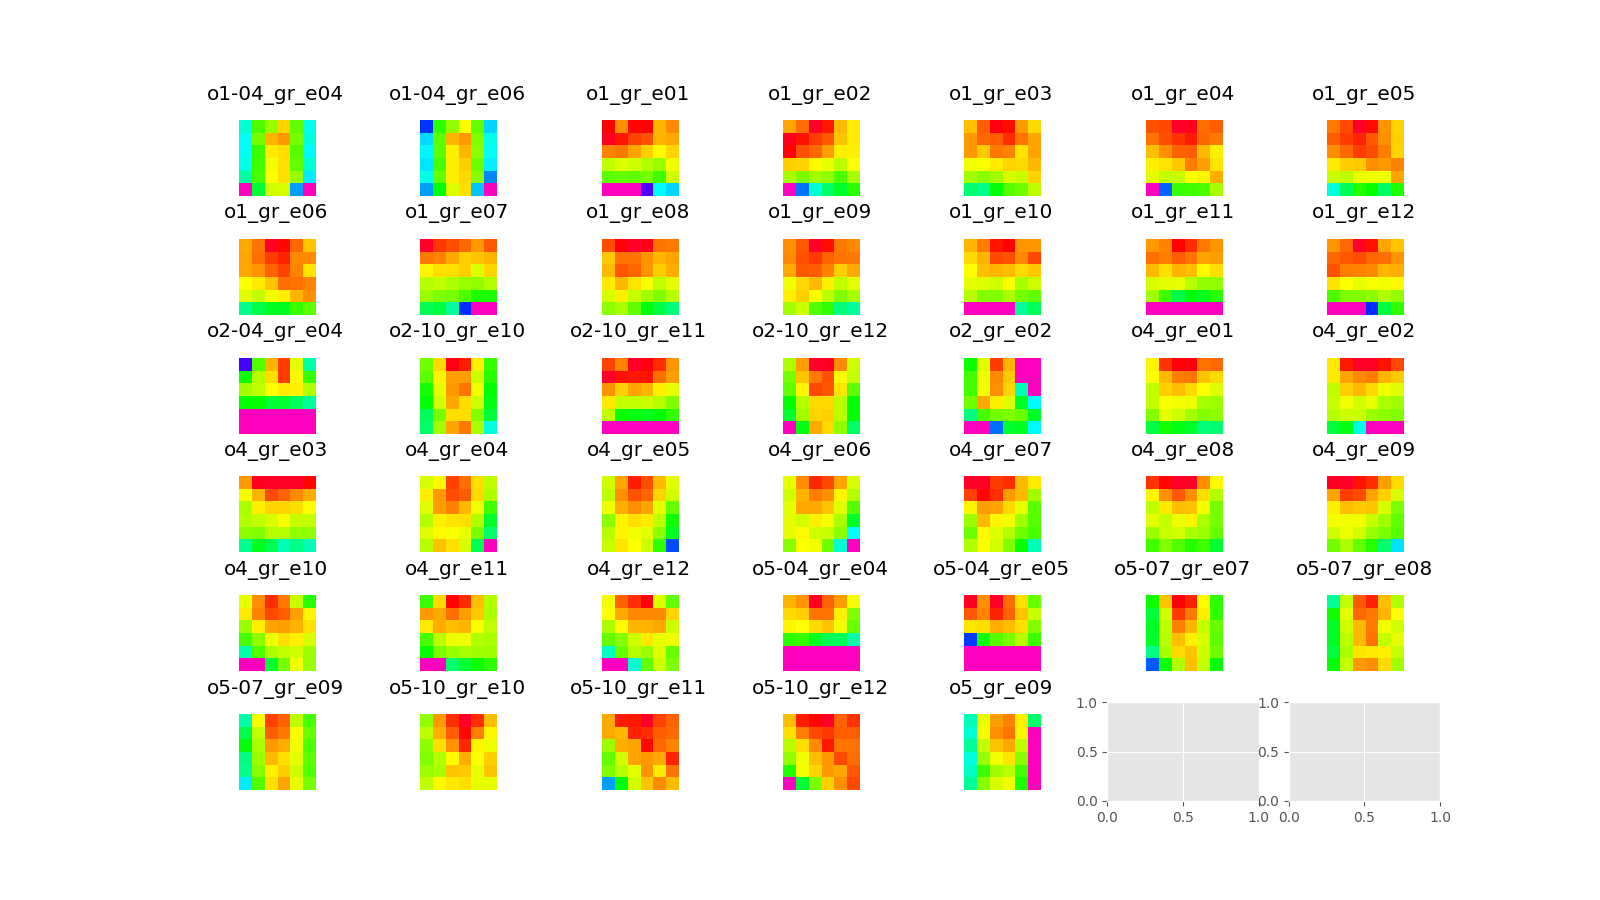 o1-04_gr_e04 o1-04_gr_e06 o1_gr_e01 o1_gr_e02 o1_gr_e03 o1_gr_e04 o1_gr_e05
o1_gr_e06 o1_gr_e07 o1_gr_e08 o1_gr_e09 o1_gr_e10 o1_gr_e11 o1_gr_e12
o2-04_gr_e04 o2-10_gr_e10 o2-10_gr_e11 o2-10_gr_e12 o2_gr_e02 o4_gr_e01 o4_gr_e02
o4_gr_e03 o4_gr_e04 o4_gr_e05 o4_gr_e06 o4_gr_e07 o4_gr_e08 o4_gr_e09
o4_gr_e10 o4_gr_e11 o4_gr_e12 o5-04_gr_e04 o5-04_gr_e05 o5-07_gr_e07 o5-07_gr_e08
o5-07_gr_e09 o5-10_gr_e10 o5-10_gr_e11 o5-10_gr_e12 o5_gr_e09
1.0 1.0
0.5 0.5
0.0 0.0
0.0 0.5 1.0 0.0 0.5 1.0